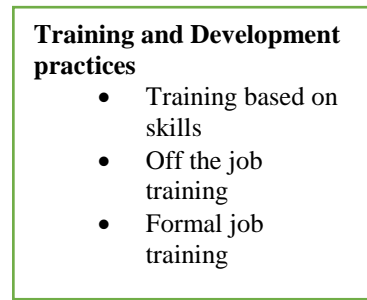 Training and Development
practices
• Training based on
skills
• Off the job
training
• Formal job
training